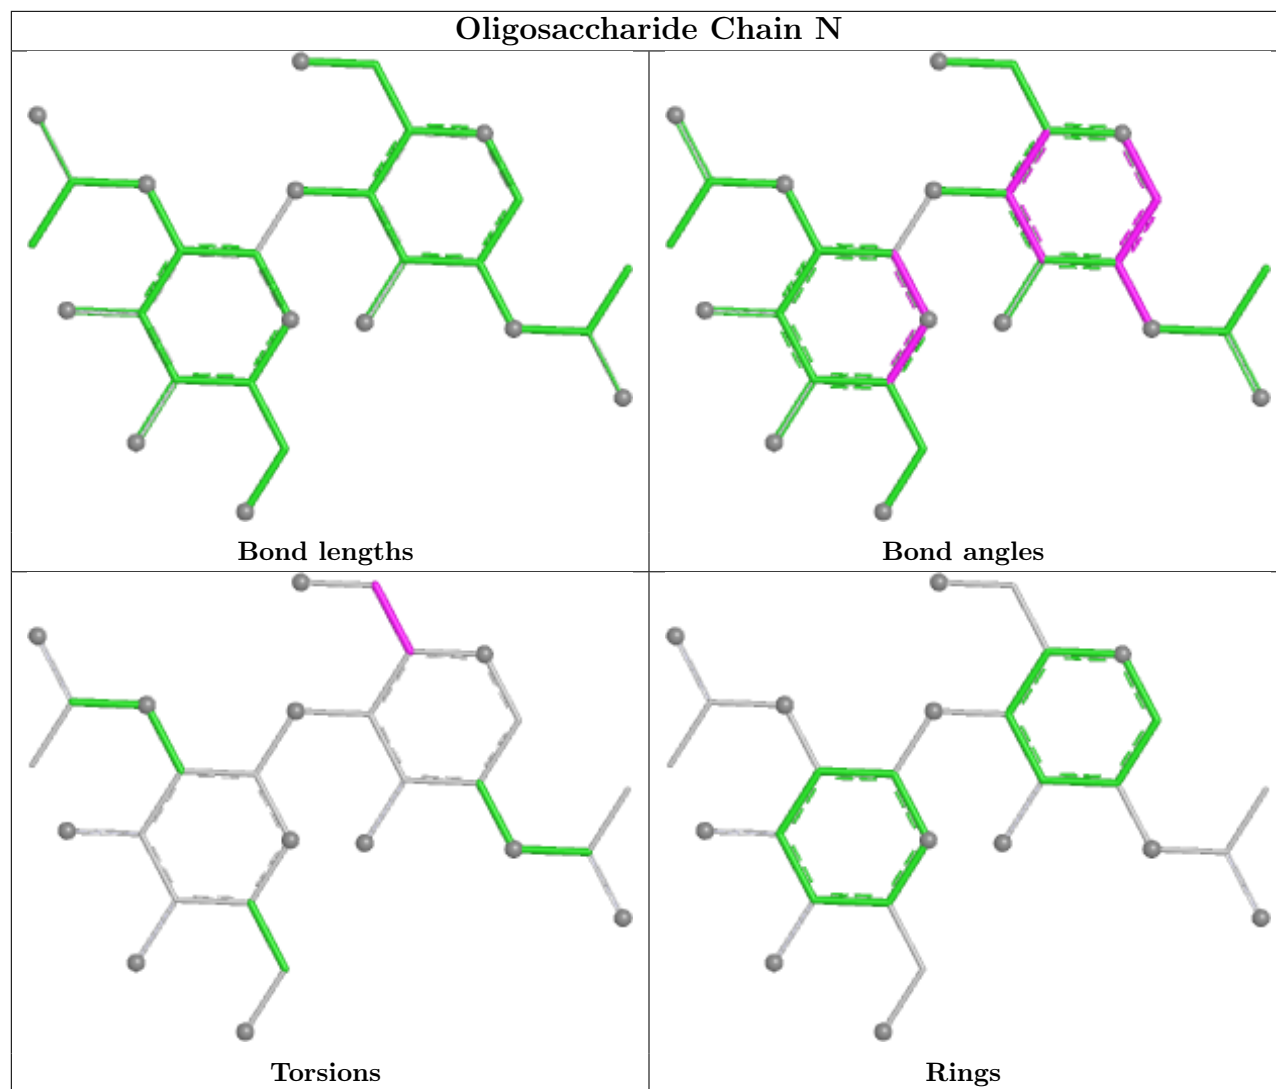 Oligosaccharide Chain N
Bond lengths
Bond angles
Torsions
Rings